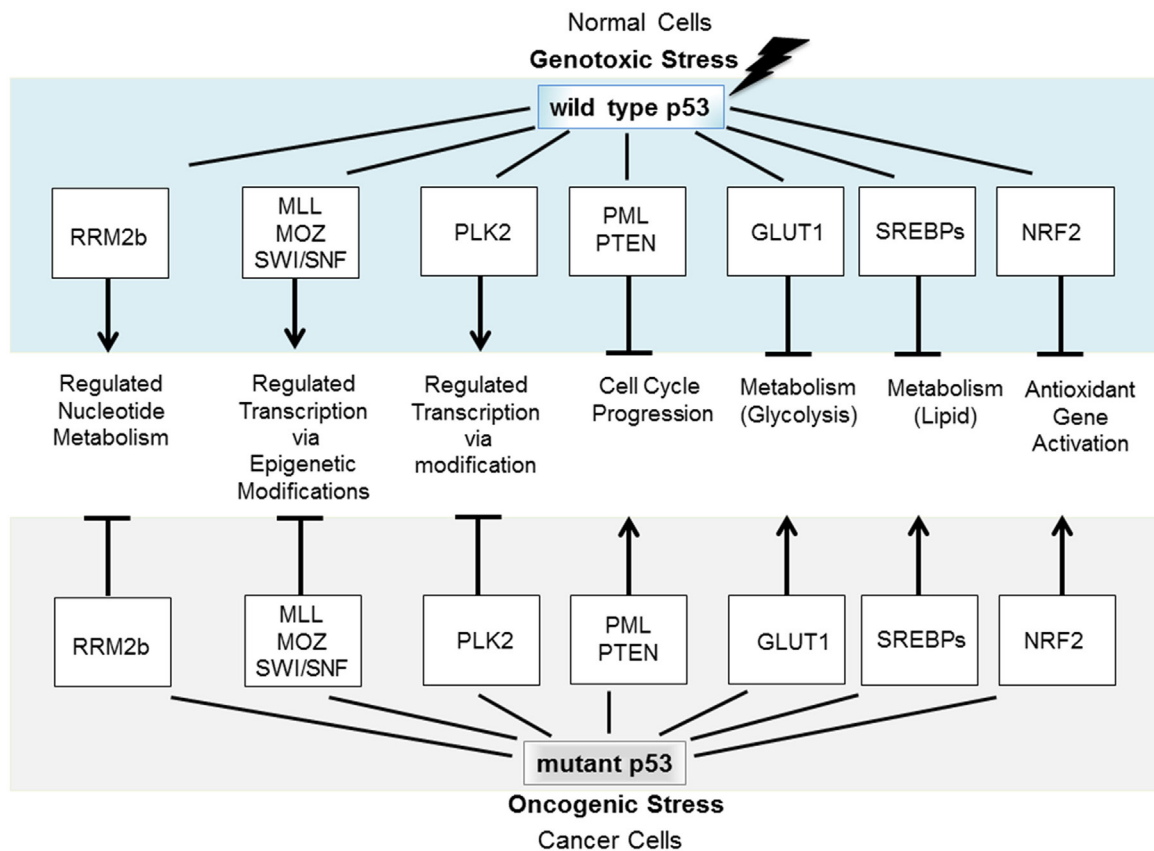 Normal Cells
Genotoxic Stress
wild type p53
RRM2b
MLL
MOZ
SWI/SNF
PLK2
PML
PTEN
GLUT1
SREBPs
NRF2
Regulated
Nucleotide
Metabolism
Regulated
Transcription
via
Epigenetic
Modifications
Regulated
Transcription
via
modification
Cell Cycle
Progression
Metabolism
(Glycolysis)
Metabolism
(Lipid)
Antioxidant
Gene
Activation
RRM2b
MLL
MOZ
SWI/SNF
PLK2
PML
PTEN
GLUT1
SREBPs
NRF2
mutant p53
Oncogenic Stress
Cancer Cells